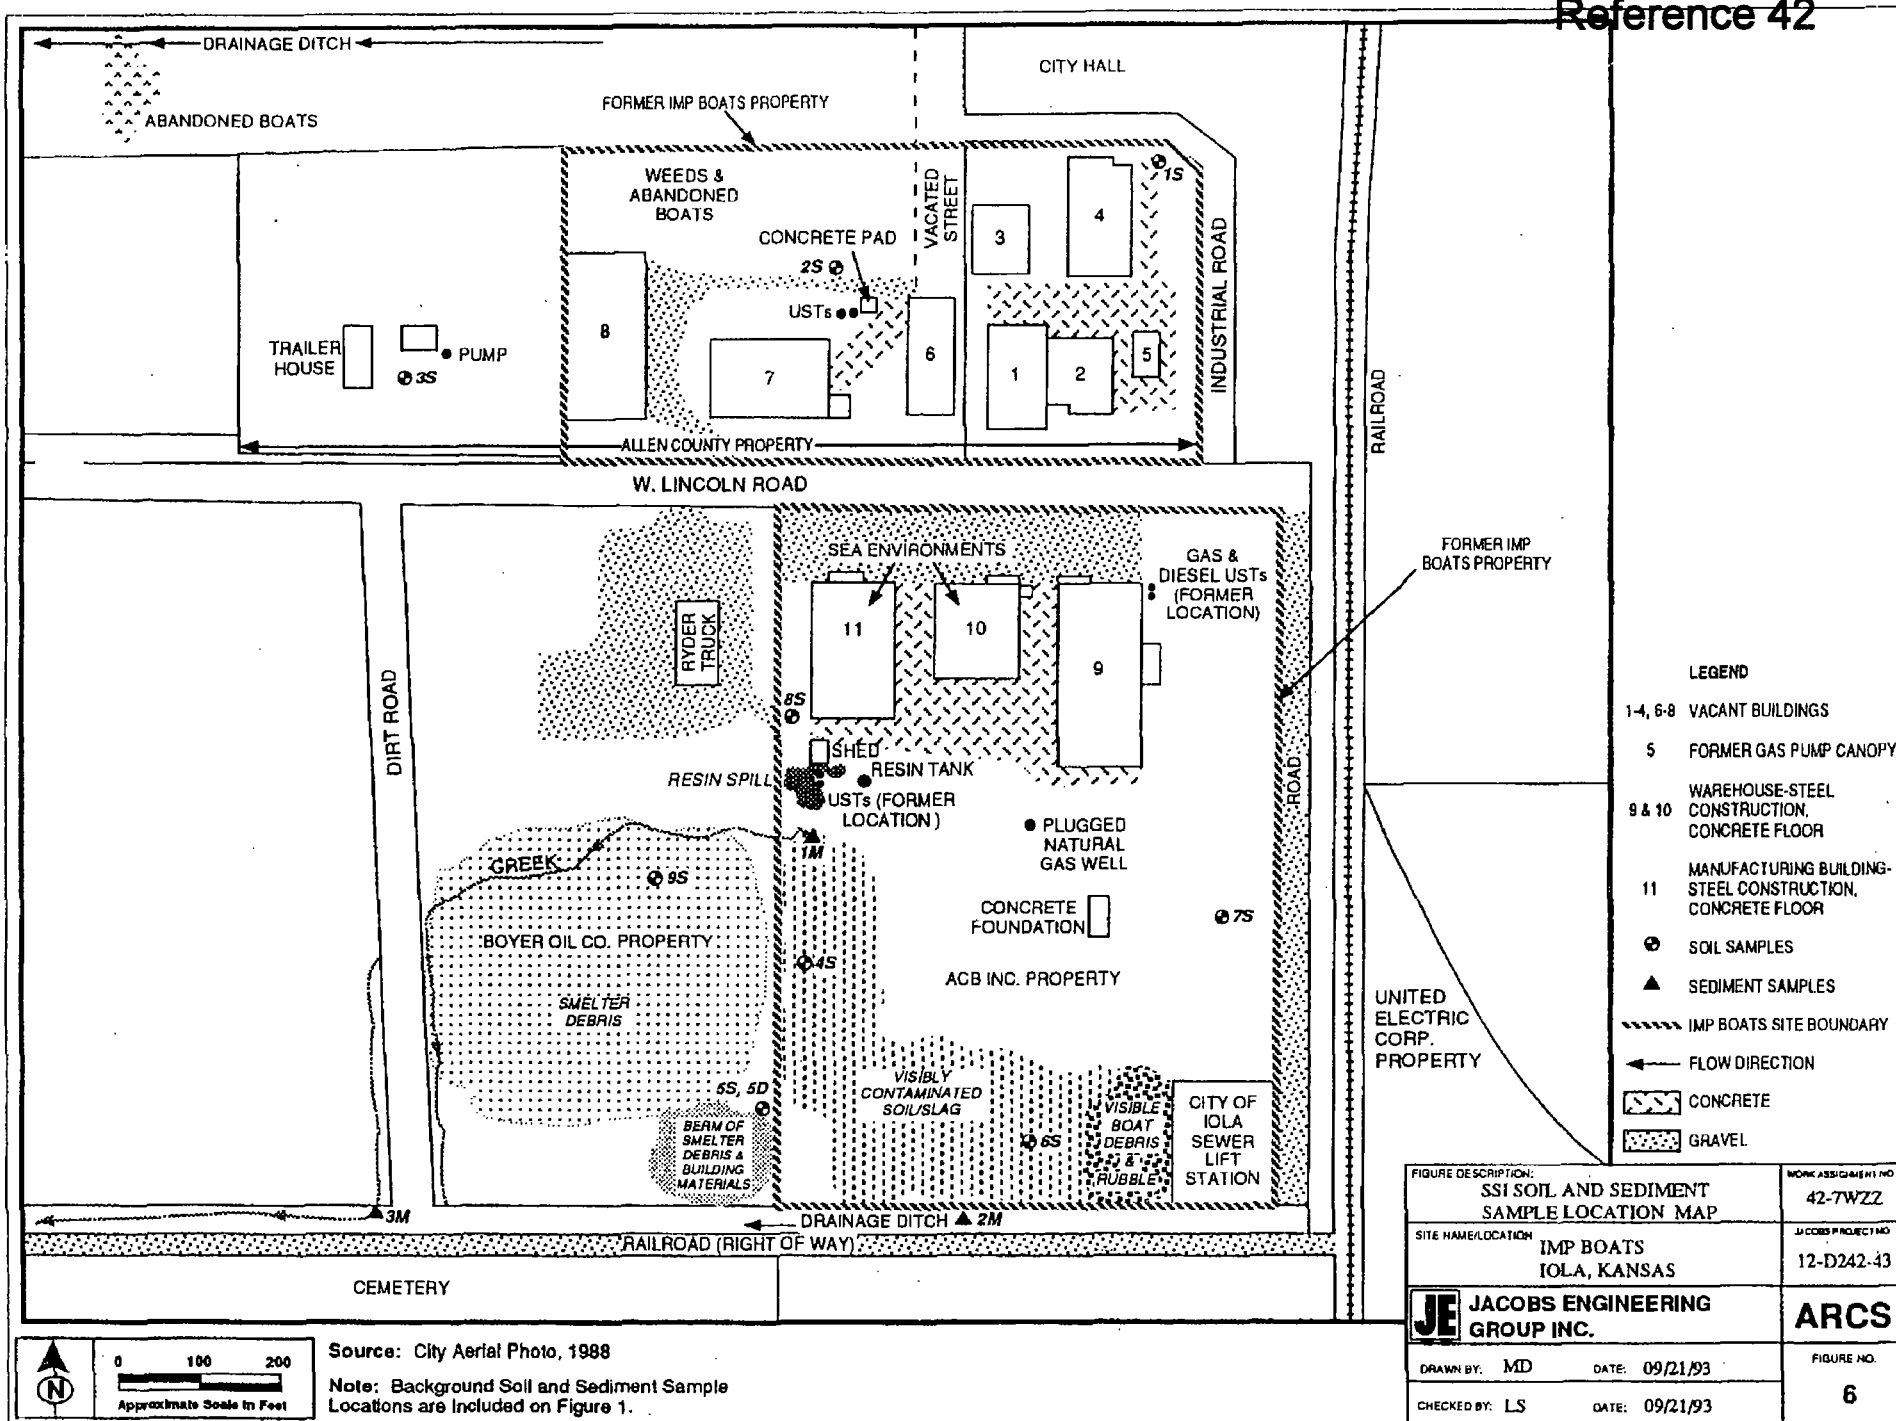 Reference 42
DRAINAGE DITCH
CITY HALL
FORMER IMP BOATS PROPERTY
ABANDONED BOATS
WEEDS &
ABANDONED
BOATS
VACATED
STREET
1S
4
3
CONCRETE PAD
2S
USTs
INDUSTRIAL ROAD
8
6
5
7
1
2
TRAILER
HOUSE
PUMP
3S
RAILROAD
ALLEN COUNTY PROPERTY
W. LINCOLN ROAD
SEA ENVIRONMENTS
GAS &
DIESEL USTs
(FORMER
LOCATION)
FORMER IMP
BOATS PROPERTY
RYDER
TRUCK
11
10
9
DIRT ROAD
8S
SHED
RESIN TANK
RESIN SPILL
USTs (FORMER
LOCATION )
ROAD
1M
PLUGGED
NATURAL
GAS WELL
CREEK
9S
CONCRETE
FOUNDATION
7S
BOYER OIL CO. PROPERTY
4S
ACB INC. PROPERTY
SMELTER
DEBRIS
UNITED
ELECTRIC
CORP.
PROPERTY
5S, 5D
VISIBLY
CONTAMINATED
SOIL/SLAG
BERM OF
SMELTER
DEBRIS &
BUILDING
MATERIALS
6S
VISIBLE
BOAT
DEBRIS
&
RUBBLE
CITY OF
IOLA
SEWER
LIFT
STATION
3M
DRAINAGE DITCH
2M
RAILROAD (RIGHT OF WAY)
CEMETERY
LEGEND
1-4, 6-8 VACANT BUILDINGS
5 FORMER GAS PUMP CANOPY
9 & 10 WAREHOUSE-STEEL
CONSTRUCTION,
CONCRETE FLOOR
11 MANUFACTURING BUILDING-
STEEL CONSTRUCTION,
CONCRETE FLOOR
SOIL SAMPLES
SEDIMENT SAMPLES
IMP BOATS SITE BOUNDARY
FLOW DIRECTION
CONCRETE
GRAVEL
FIGURE DESCRIPTION:
SSI SOIL AND SEDIMENT
SAMPLE LOCATION MAP
WORK ASSIGNMENT NO
42-7WZZ
SITE NAME/LOCATION
IMP BOATS
IOLA, KANSAS
JACOBS PROJECT NO
12-D242-43
JE
JACOBS ENGINEERING
GROUP INC.
ARCS
DRAWN BY: MD DATE: 09/21/93
CHECKED BY: LS DATE: 09/21/93
FIGURE NO.
6
N
0 100 200
Approximate Scale in Feet
Source: City Aerial Photo, 1988
Note: Background Soil and Sediment Sample
Locations are Included on Figure 1.